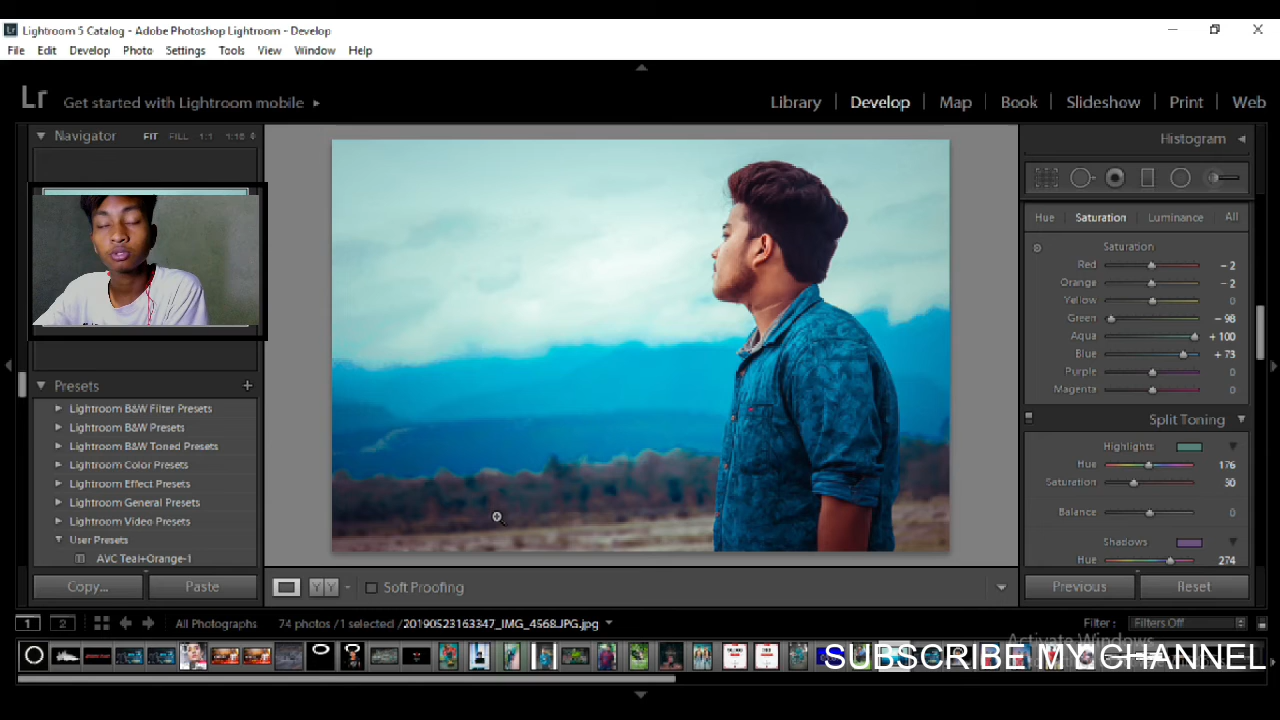 Lr Lightroom 5 Catalog - Adobe Photoshop Lightroom - Develop
File Edit Develop Photo Settings Tools View Window Help
Lr Get started with Lightroom mobile
Library Develop Map Book Slideshow Print Web
Navigator FIT FILL 1:1 1:16
Histogram
Hue Saturation Luminance All
Saturation
Red - 2
Orange - 2
Yellow 0
Green - 98
Aqua + 100
Blue + 73
Purple 0
Magenta 0
Split Toning
Highlights
Hue 176
Saturation 30
Balance 0
Shadows
Hue 274
Presets +
Lightroom B&W Filter Presets
Lightroom B&W Presets
Lightroom B&W Toned Presets
Lightroom Color Presets
Lightroom Effect Presets
Lightroom General Presets
Lightroom Video Presets
User Presets
AVC Teal+Orange-1
Copy... Paste
YY Soft Proofing
Previous Reset
1 2 All Photographs 74 photos /1 selected /20190523163347_IMG_4568.JPG.jpg
Filter : Filters Off
Activate Windows
SUBSCRIBE MY CHANNEL